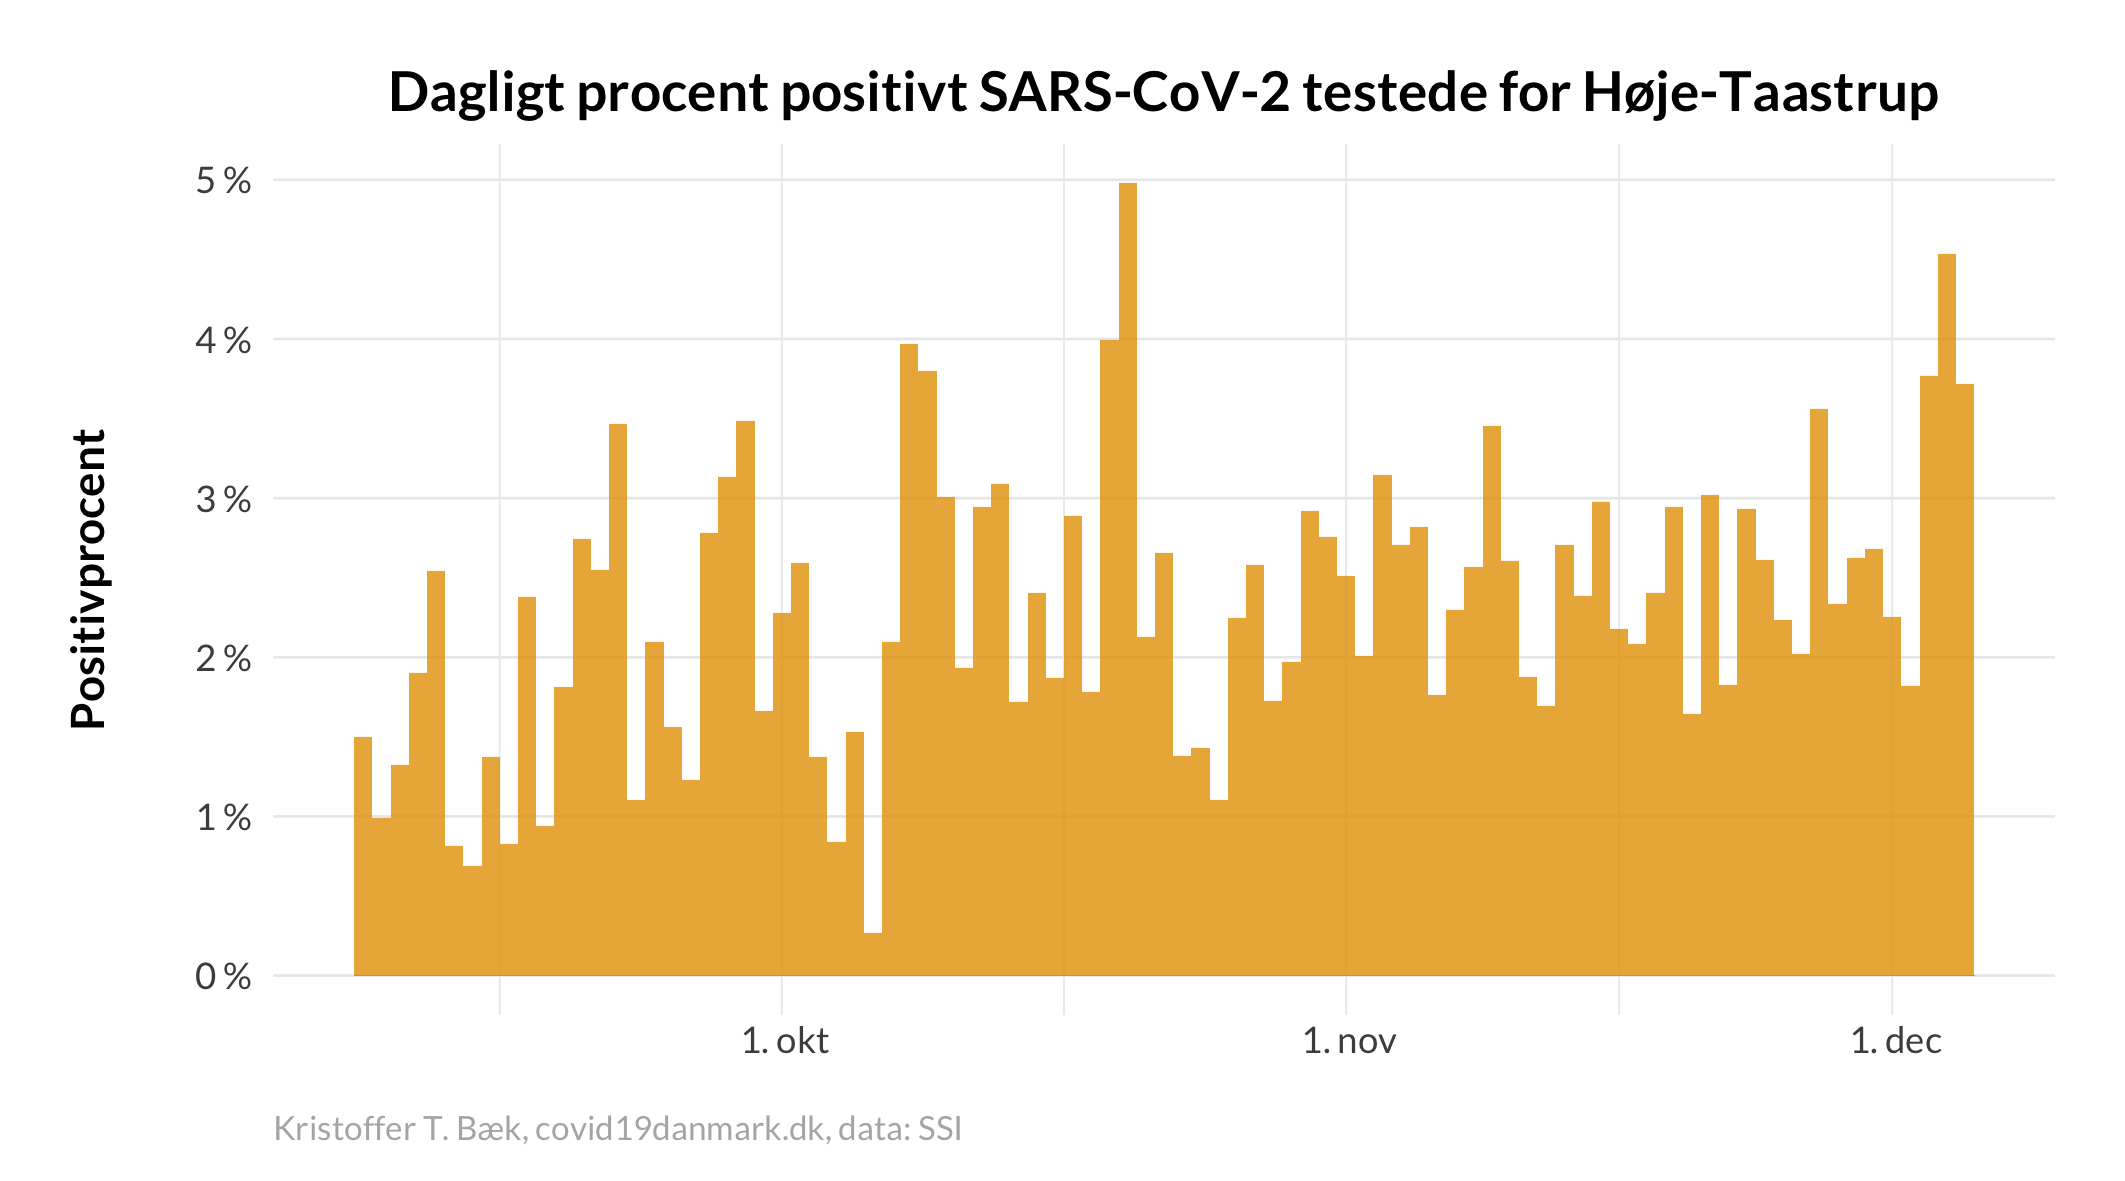 Dagligt procent positivt SARS-CoV-2 testede for Høje-Taastrup
Positivprocent
5 %
4 %
3 %
2 %
1 %
0 %
1. okt
1. nov
1. dec
Kristoffer T. Bæk, covid19danmark.dk, data: SSI